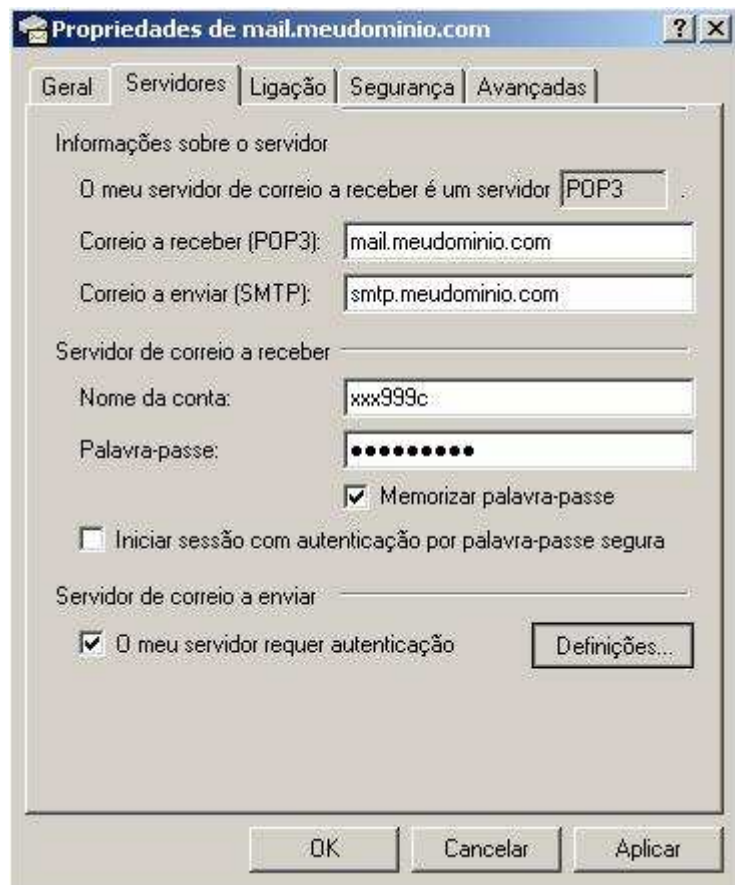 Propriedades de mail.meudominio.com
Geral Servidores Ligação Segurança Avançadas
Informações sobre o servidor
O meu servidor de correio a receber é um servidor POP3 .
Correio a receber (POP3): mail.meudominio.com
Correio a enviar (SMTP): smtp.meudominio.com
Servidor de correio a receber
Nome da conta: xxx999c
Palavra-passe: ●●●●●●●●●
Memorizar palavra-passe
Iniciar sessão com autenticação por palavra-passe segura
Servidor de correio a enviar
O meu servidor requer autenticação Definições...
OK Cancelar Aplicar